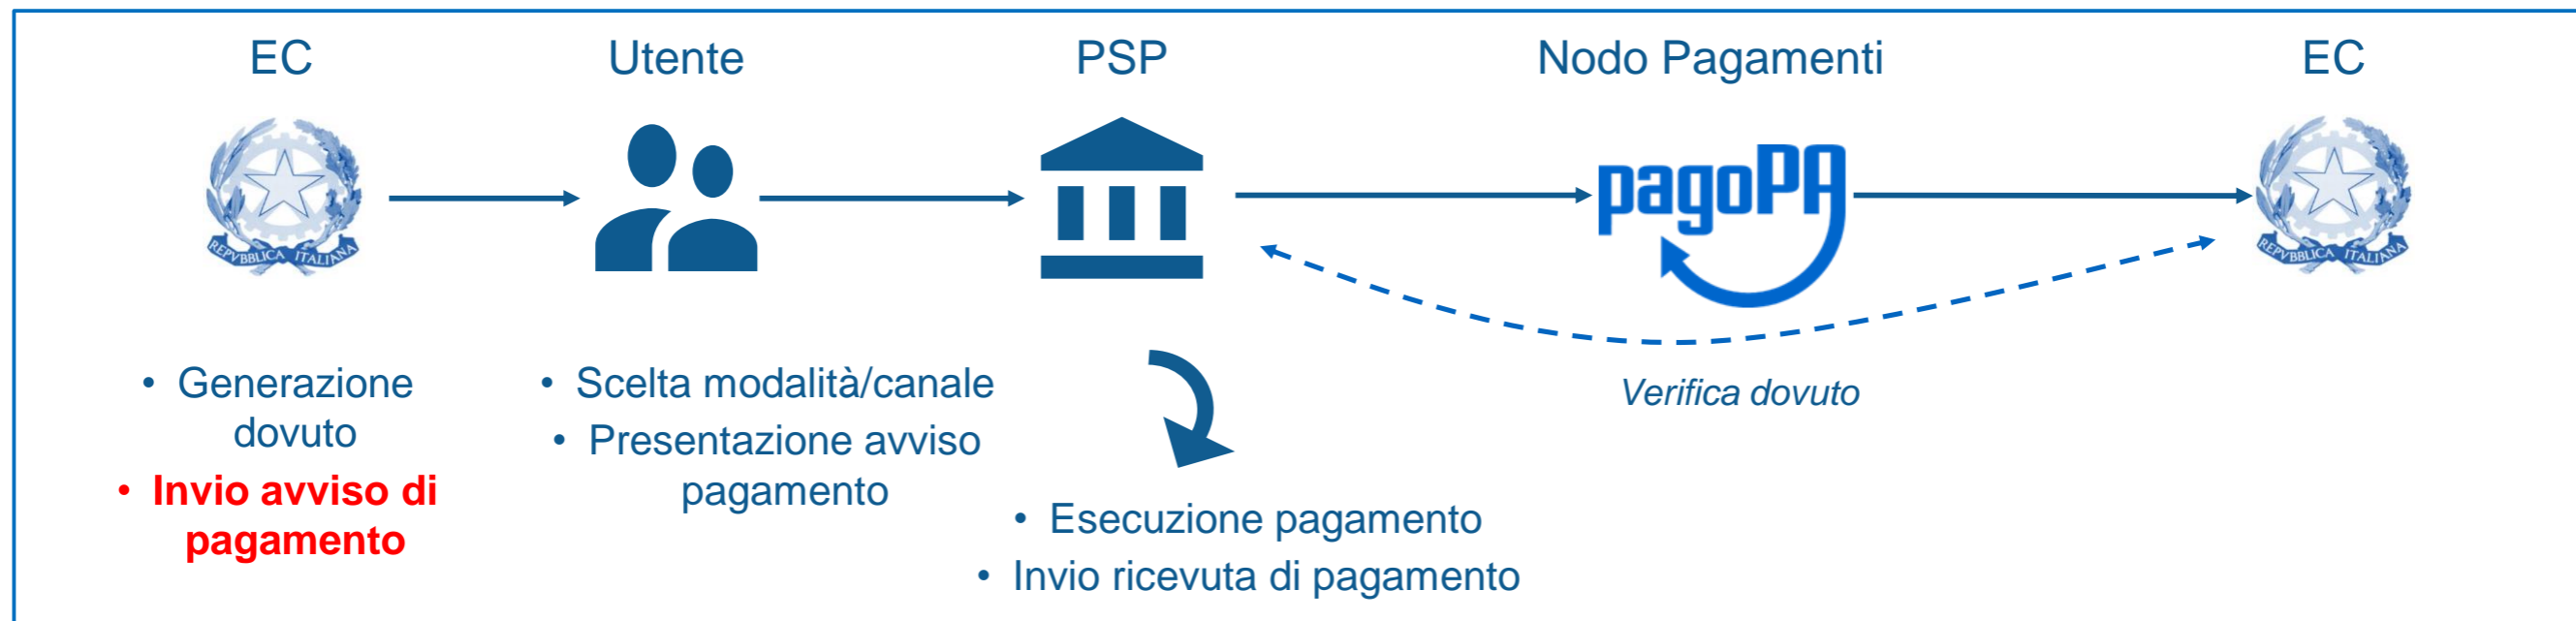 EC
Utente
PSP
Nodo Pagamenti
EC
REPVBBLICA ITALIANA
pagoPA
REPVBBLICA ITALIANA
• Generazione
dovuto
• Invio avviso di
pagamento
• Scelta modalità/canale
• Presentazione avviso
pagamento
Verifica dovuto
• Esecuzione pagamento
• Invio ricevuta di pagamento